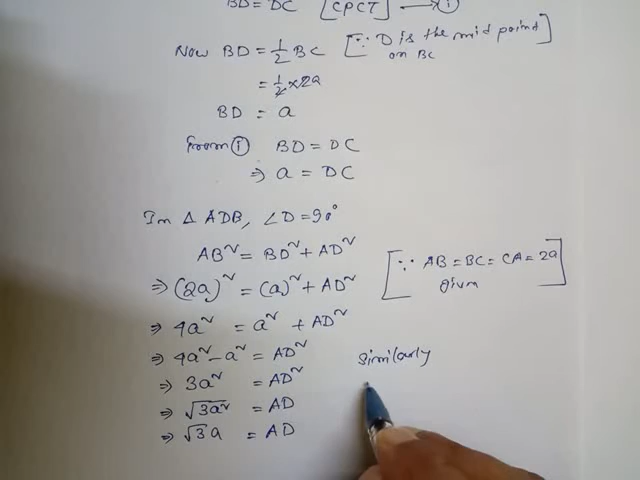 BD = DC [CPCT] → (i)
Now BD = 1/2 BC [∵ D is the mid point on BC]
= 1/2 × 2a
BD = a
From (i) BD = DC
⇒ a = DC
In Δ ADB, ∠D = 90°
AB² = BD² + AD²
⇒ (2a)² = (a)² + AD² [∵ AB = BC = CA = 2a given]
⇒ 4a² = a² + AD²
⇒ 4a² - a² = AD²
⇒ 3a² = AD²
⇒ √3a² = AD
⇒ √3 a = AD
Similarly